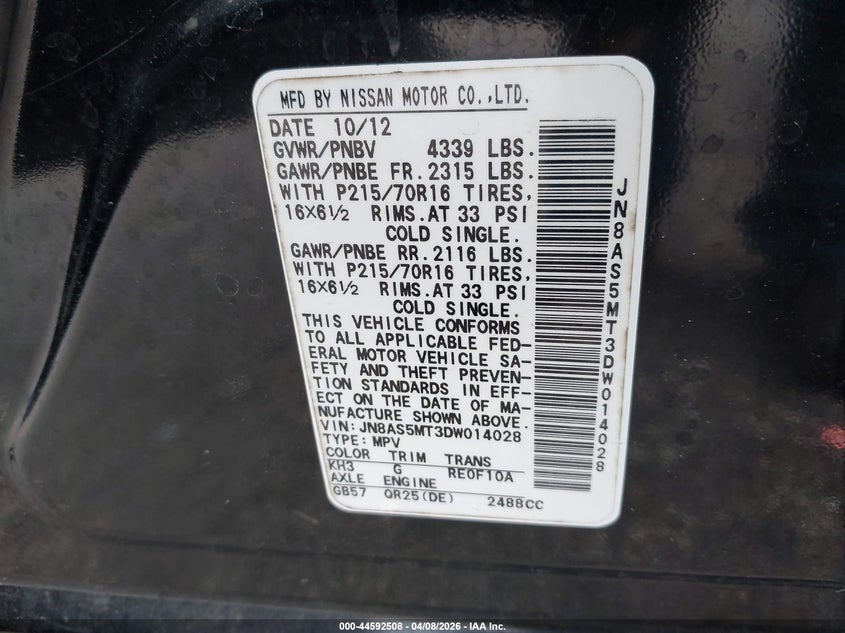 MFD BY NISSAN MOTOR CO.,LTD.
DATE 10/12
GVWR/PNBV 4339 LBS.
GAWR/PNBE FR.2315 LBS.
WITH P215/70R16 TIRES,
16X6½ RIMS.AT 33 PSI
COLD SINGLE.
GAWR/PNBE RR.2116 LBS.
WITH P215/70R16 TIRES,
16X6½ RIMS.AT 33 PSI
COLD SINGLE.
THIS VEHICLE CONFORMS
TO ALL APPLICABLE FED-
ERAL MOTOR VEHICLE SA-
FETY AND THEFT PREVEN-
TION STANDARDS IN EFF-
ECT ON THE DATE OF MA-
NUFACTURE SHOWN ABOVE.
VIN: JN8AS5MT3DW014028
TYPE: MPV
COLOR TRIM TRANS
KH3 G RE0F10A
AXLE ENGINE
GB57 QR25(DE) 2488CC
JN8AS5MT3DW014028
000-44592508 - 04/08/2026 - IAA Inc.